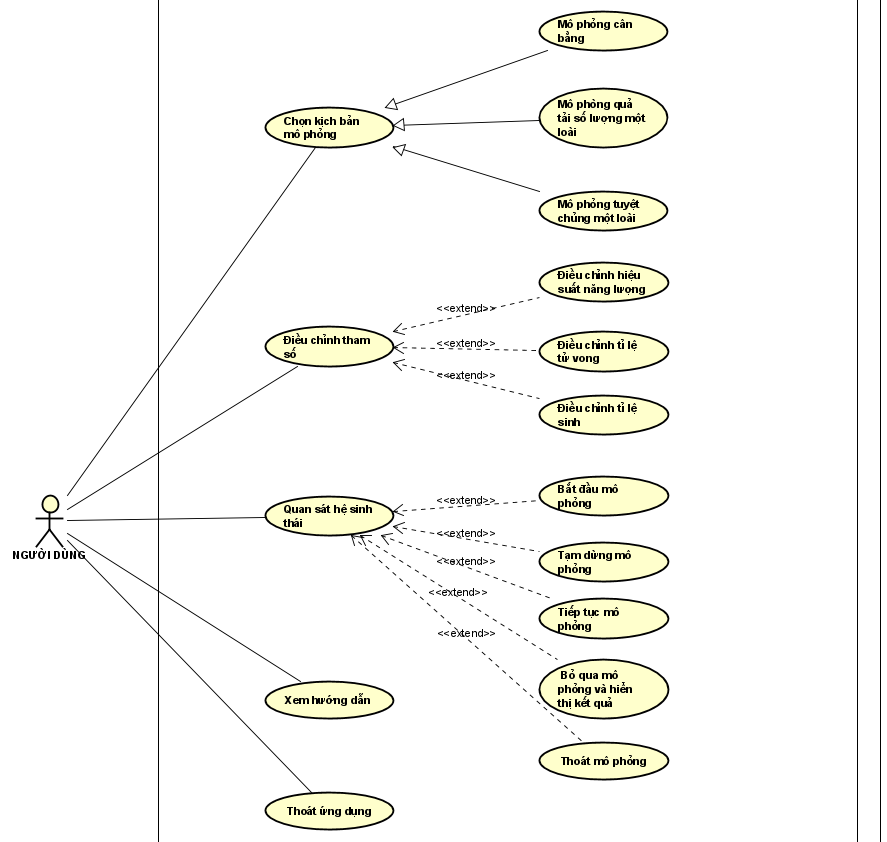 Mô phỏng cân
bằng
Chọn kịch bản
mô phỏng
Mô phỏng quả
tải số lượng một
loài
Mô phỏng tuyệt
chủng một loài
Điều chỉnh tham
số
<<extend>>
<<extend>>
<<extend>>
Điều chỉnh hiệu
suất năng lượng
Điều chỉnh tỉ lệ
tử vong
Điều chỉnh tỉ lệ
sinh
NGƯỜI DÙNG
Quan sát hệ sinh
thái
<<extend>>
<<extend>>
<<extend>>
<<extend>>
<<extend>>
Bắt đầu mô
phỏng
Tạm dừng mô
phỏng
Tiếp tục mô
phỏng
Bỏ qua mô
phỏng và hiển
thị kết quả
Thoát mô phỏng
Xem hướng dẫn
Thoát ứng dụng